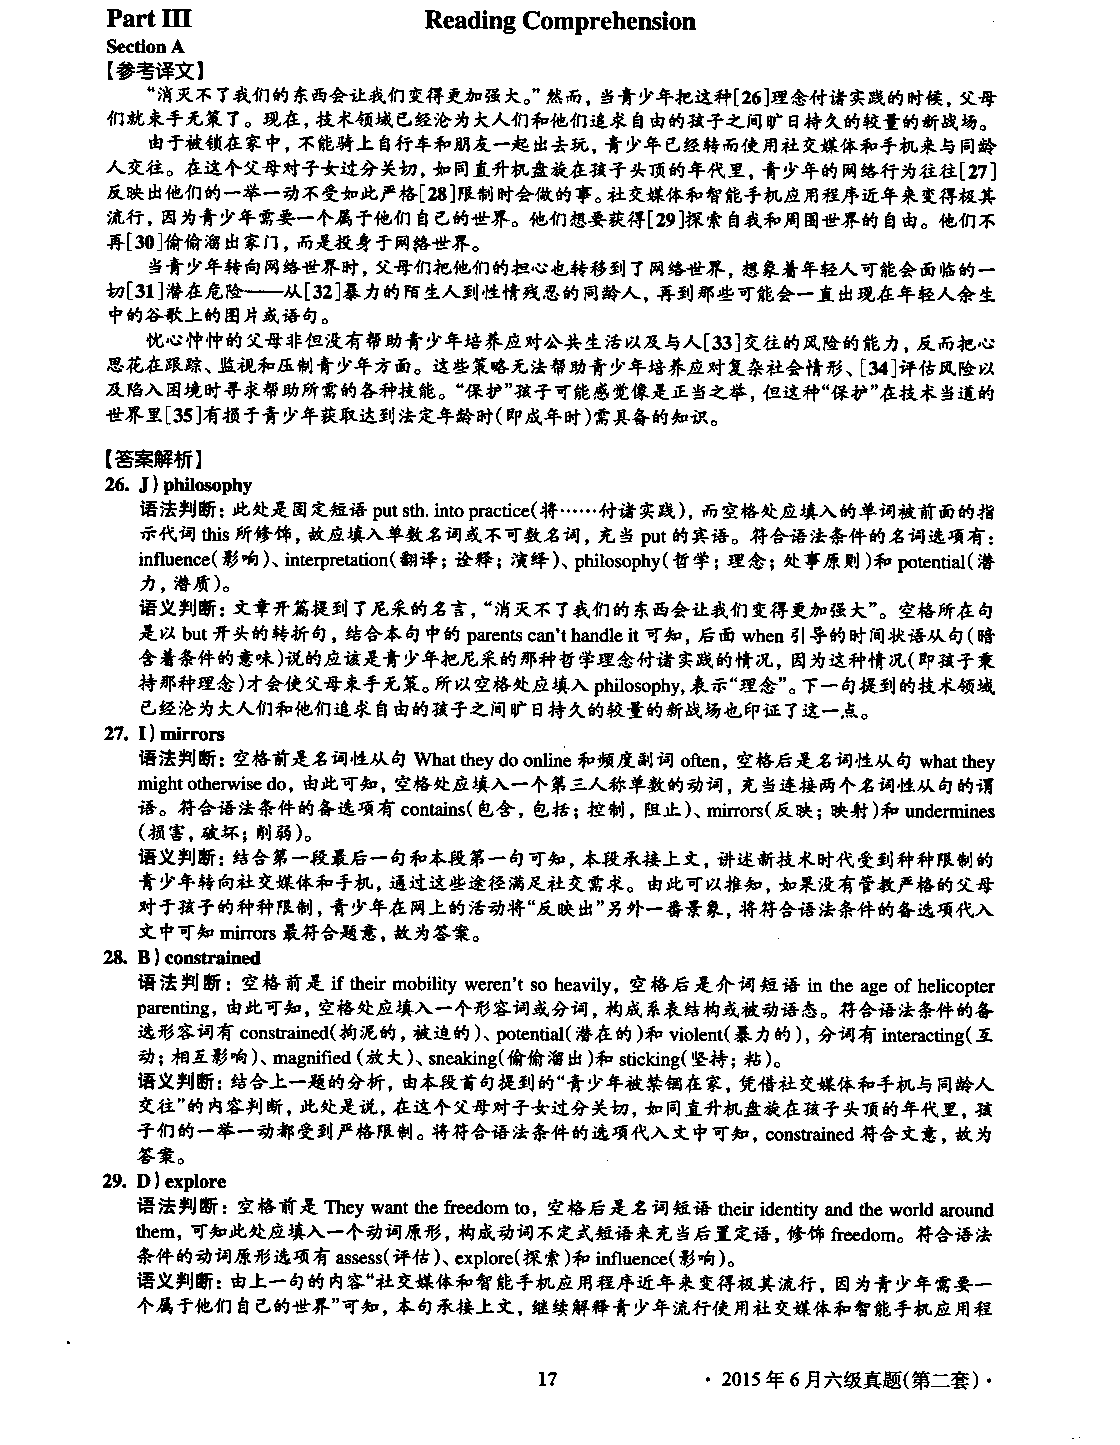 Part III Reading Comprehension
Section A
【参考译文】
“消灭不了我们的东西会让我们变得更加强大。”然而，当青少年把这种[26]理念付诸实践的时候，父母
们就束手无策了。现在，技术领域已经沦为大人们和他们追求自由的孩子之间旷日持久的较量的新战场。
由于被锁在家中，不能骑上自行车和朋友一起出去玩，青少年已经转而使用社交媒体和手机来与同龄
人交往。在这个父母对子女过分关切，如同直升机盘旋在孩子头顶的年代里，青少年的网络行为往往[27]
反映出他们的一举一动不受如此严格[28]限制时会做的事。社交媒体和智能手机应用程序近年来变得极其
流行，因为青少年需要一个属于他们自己的世界。他们想要获得[29]探索自我和周围世界的自由。他们不
再[30]偷偷溜出家门，而是投身于网络世界。
当青少年转向网络世界时，父母们把他们的担心也转移到了网络世界，想象着年轻人可能会面临的一
切[31]潜在危险——从[32]暴力的陌生人到性情残忍的同龄人，再到那些可能会一直出现在年轻人余生
中的谷歌上的图片或语句。
忧心忡忡的父母非但没有帮助青少年培养应对公共生活以及与人[33]交往的风险的能力，反而把心
思花在跟踪、监视和压制青少年方面。这些策略无法帮助青少年培养应对复杂社会情形、[34]评估风险以
及陷入困境时寻求帮助所需的各种技能。“保护”孩子可能感觉像是正当之举，但这种“保护”在技术当道的
世界里[35]有损于青少年获取达到法定年龄时(即成年时)需具备的知识。
【答案解析】
26. J) philosophy
语法判断：此处是固定短语 put sth. into practice(将……付诸实践)，而空格处应填入的单词被前面的指
示代词 this 所修饰，故应填入单数名词或不可数名词，充当 put 的宾语。符合语法条件的名词选项有：
influence(影响)、interpretation(翻译；诠释；演绎)、philosophy(哲学；理念；处事原则)和 potential(潜
力，潜质)。
语义判断：文章开篇提到了尼采的名言，“消灭不了我们的东西会让我们变得更加强大”。空格所在句
是以 but 开头的转折句，结合本句中的 parents can't handle it 可知，后面 when 引导的时间状语从句(暗
含着条件的意味)说的应该是青少年把尼采的那种哲学理念付诸实践的情况，因为这种情况(即孩子秉
持那种理念)才会使父母束手无策。所以空格处应填入 philosophy,表示“理念”。下一句提到的技术领域
已经沦为大人们和他们追求自由的孩子之间旷日持久的较量的新战场也印证了这一点。
27. I) mirrors
语法判断：空格前是名词性从句 What they do online 和频度副词 often，空格后是名词性从句 what they
might otherwise do，由此可知，空格处应填入一个第三人称单数的动词，充当连接两个名词性从句的谓
语。符合语法条件的备选项有 contains(包含，包括；控制，阻止)、mirrors(反映；映射)和 undermines
(损害，破坏；削弱)。
语义判断：结合第一段最后一句和本段第一句可知，本段承接上文，讲述新技术时代受到种种限制的
青少年转向社交媒体和手机，通过这些途径满足社交需求。由此可以推知，如果没有管教严格的父母
对于孩子的种种限制，青少年在网上的活动将“反映出”另外一番景象，将符合语法条件的备选项代入
文中可知 mirrors 最符合题意，故为答案。
28. B) constrained
语法判断：空格前是 if their mobility weren't so heavily，空格后是介词短语 in the age of helicopter
parenting，由此可知，空格处应填入一个形容词或分词，构成系表结构或被动语态。符合语法条件的备
选形容词有 constrained(拘泥的，被迫的)、potential(潜在的)和 violent(暴力的)，分词有 interacting(互
动；相互影响)、magnified (放大)、sneaking(偷偷溜出)和 sticking(坚持；粘)。
语义判断：结合上一题的分析，由本段首句提到的“青少年被禁锢在家，凭借社交媒体和手机与同龄人
交往”的内容判断，此处是说，在这个父母对子女过分关切，如同直升机盘旋在孩子头顶的年代里，孩
子们的一举一动都受到严格限制。将符合语法条件的选项代入文中可知，constrained 符合文意，故为
答案。
29. D) explore
语法判断：空格前是 They want the freedom to，空格后是名词短语 their identity and the world around
them，可知此处应填入一个动词原形，构成动词不定式短语来充当后置定语，修饰 freedom。符合语法
条件的动词原形选项有 assess(评估)、explore(探索)和 influence(影响)。
语义判断：由上一句的内容“社交媒体和智能手机应用程序近年来变得极其流行，因为青少年需要一
个属于他们自己的世界”可知，本句承接上文，继续解释青少年流行使用社交媒体和智能手机应用程
17 · 2015 年 6 月六级真题(第二套) ·